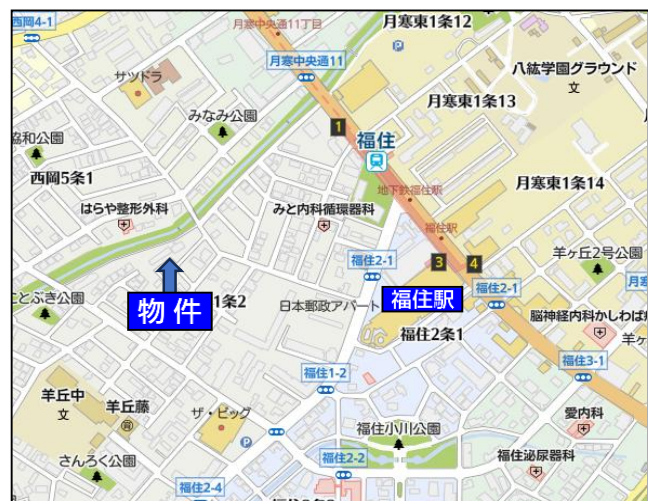 西岡4-1
月寒中央通11丁目
月寒東1条12
月寒中央通11
八紘学園グラウンド
文
サツドラ
みなみ公園
月寒東1条13
1
福住
協和公園
西岡5条1
月寒東1条14
はらや整形外科
みと内科循環器科
地下鉄福住駅
福住駅
羊ヶ丘2号公園
3
4
福住2-1
福住2-1
ことぶき公園
物件
1条2
日本郵政アパート
福住駅
月寒
脳神経内科かしわば病
羊ヶ
福住2条1
福住3-1
福住1-2
羊丘中
文
羊丘藤
ザ・ビッグ
愛内科
福住小川公園
さんろく公園
福住泌尿器科
福住2-2
福住2-4